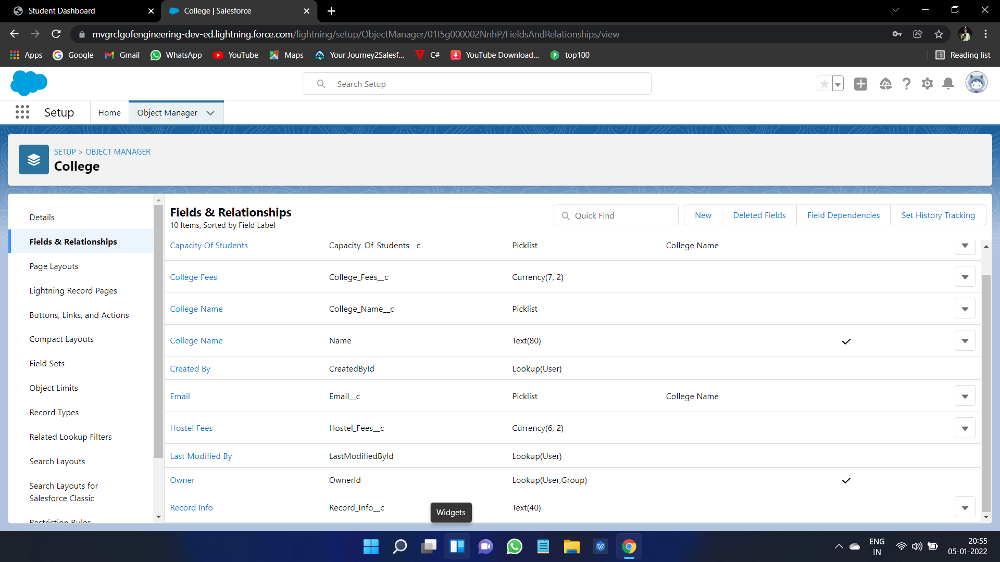 Student Dashboard
College | Salesforce
mvgrclgofengineering-dev-ed.lightning.force.com/lightning/setup/ObjectManager/01I5g000002NnhP/FieldsAndRelationships/view
Apps Google Gmail WhatsApp YouTube Maps Your Journey2Salesf... C# YouTube Download... top100 Reading list
Search Setup
Setup Home Object Manager
SETUP > OBJECT MANAGER
College
Details
Fields & Relationships
Page Layouts
Lightning Record Pages
Buttons, Links, and Actions
Compact Layouts
Field Sets
Object Limits
Record Types
Related Lookup Filters
Search Layouts
Search Layouts for
Salesforce Classic
Restriction Rules
Fields & Relationships
10 Items, Sorted by Field Label
Quick Find
New Deleted Fields Field Dependencies Set History Tracking
Capacity Of Students Capacity_Of_Students__c Picklist College Name
College Fees College_Fees__c Currency(7, 2)
College Name College_Name__c Picklist
College Name Name Text(80)
Created By CreatedById Lookup(User)
Email Email__c Picklist College Name
Hostel Fees Hostel_Fees__c Currency(6, 2)
Last Modified By LastModifiedById Lookup(User)
Owner OwnerId Lookup(User,Group)
Record Info Record_Info__c Text(40)
Widgets
ENG
IN
20:55
05-01-2022